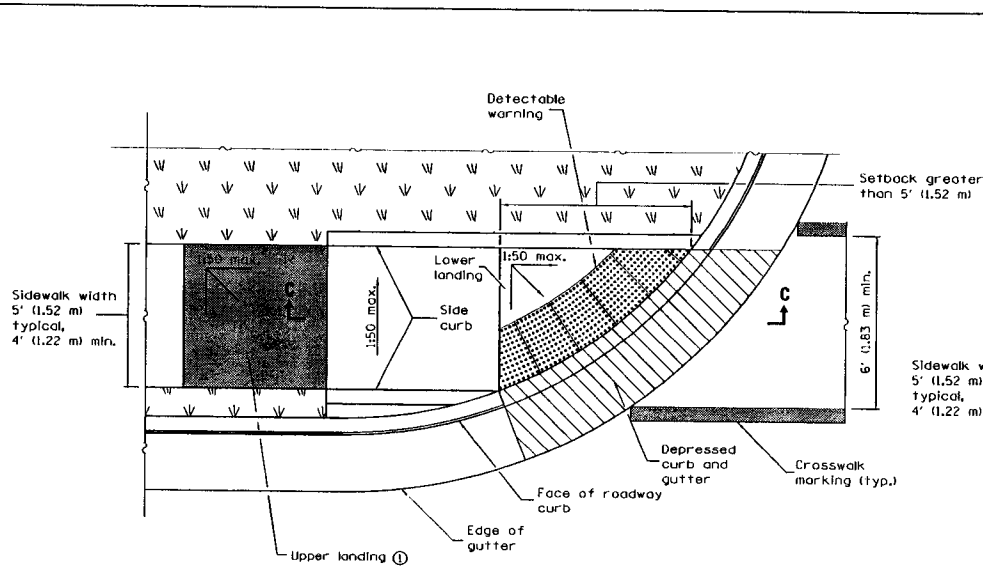 Detectable
warning
Setback greater
than 5' (1.52 m)
1:50 max.
Lower
landing
1:50 max.
C
Sidewalk width
5' (1.52 m)
typical,
4' (1.22 m) min.
1:50 max.
Side
curb
C
6' (1.83 m) min.
Sidewalk w
5' (1.52 m)
typical,
4' (1.22 m)
Depressed
curb and
gutter
Crosswalk
marking (typ.)
Face of roadway
curb
Edge of
gutter
Upper landing ①